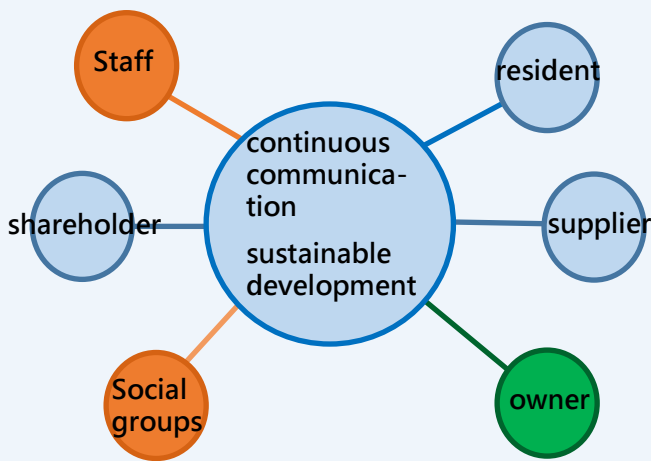 Staff
resident
continuous
communica-
tion
sustainable
development
shareholder
supplier
Social
groups
owner